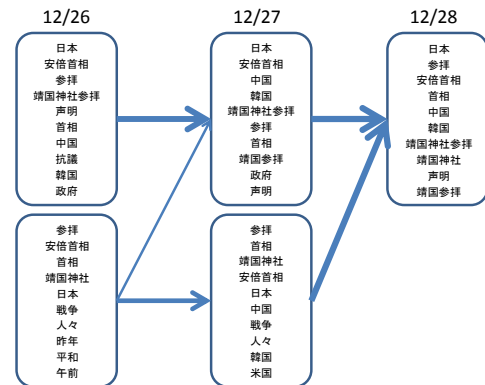 12/26
12/27
12/28
日本
安倍首相
参拝
靖国神社参拝
声明
首相
中国
抗議
韓国
政府
日本
安倍首相
中国
韓国
靖国神社参拝
参拝
首相
靖国参拝
政府
声明
日本
参拝
安倍首相
首相
中国
韓国
靖国神社参拝
靖国神社
声明
靖国参拝
参拝
安倍首相
首相
靖国神社
日本
戦争
人々
昨年
平和
午前
参拝
首相
靖国神社
安倍首相
日本
中国
戦争
人々
韓国
米国